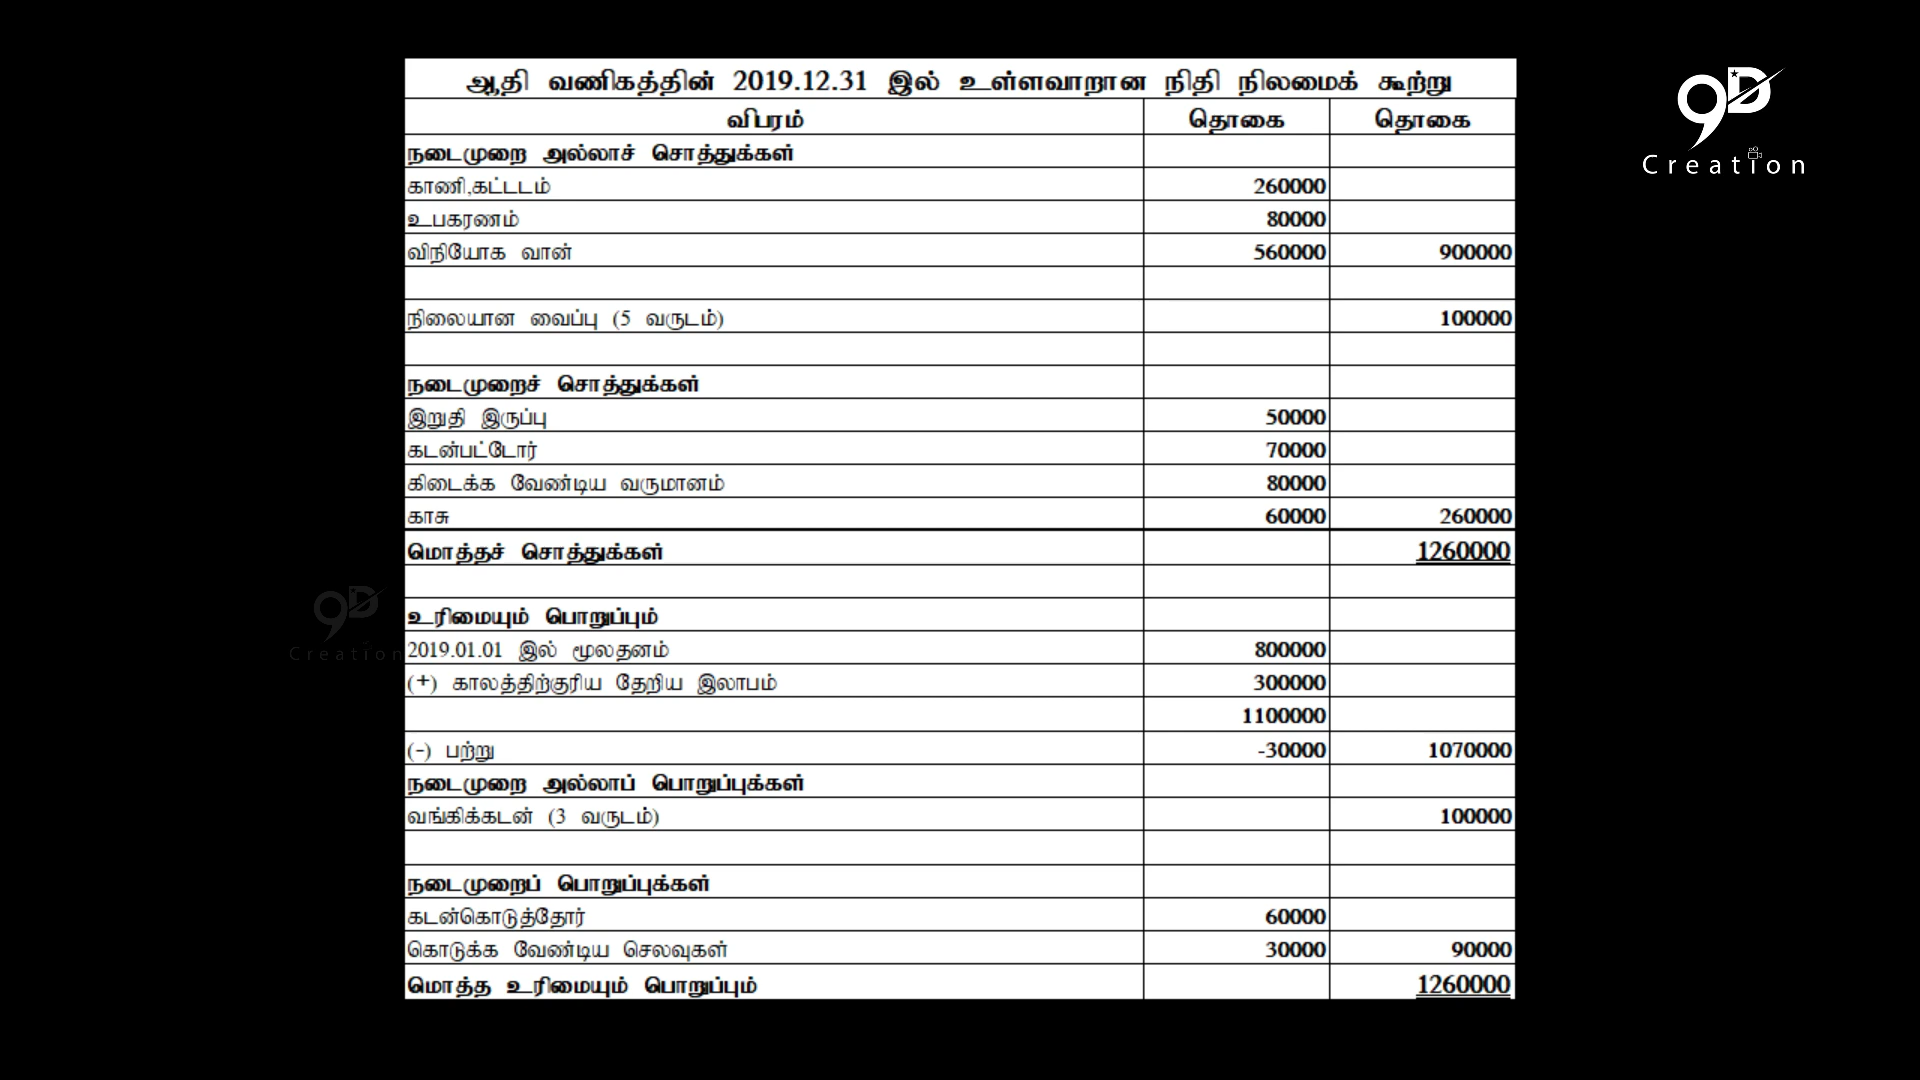 ஆதி வணிகத்தின் 2019.12.31 இல் உள்ளவாறான நிதி நிலமைக் கூற்று
விபரம் தொகை தொகை
நடைமுறை அல்லாச் சொத்துக்கள்
காணி,கட்டடம் 260000
உபகரணம் 80000
விநியோக வான் 560000 900000
நிலையான வைப்பு (5 வருடம்) 100000
நடைமுறைச் சொத்துக்கள்
இறுதி இருப்பு 50000
கடன்பட்டோர் 70000
கிடைக்க வேண்டிய வருமானம் 80000
காசு 60000 260000
மொத்தச் சொத்துக்கள் 1260000
உரிமையும் பொறுப்பும்
2019.01.01 இல் மூலதனம் 800000
(+) காலத்திற்குரிய தேறிய இலாபம் 300000
1100000
(-) பற்று -30000 1070000
நடைமுறை அல்லாப் பொறுப்புக்கள்
வங்கிக்கடன் (3 வருடம்) 100000
நடைமுறைப் பொறுப்புக்கள்
கடன்கொடுத்தோர் 60000
கொடுக்க வேண்டிய செலவுகள் 30000 90000
மொத்த உரிமையும் பொறுப்பும் 1260000
9D
Creation
9D
Creation